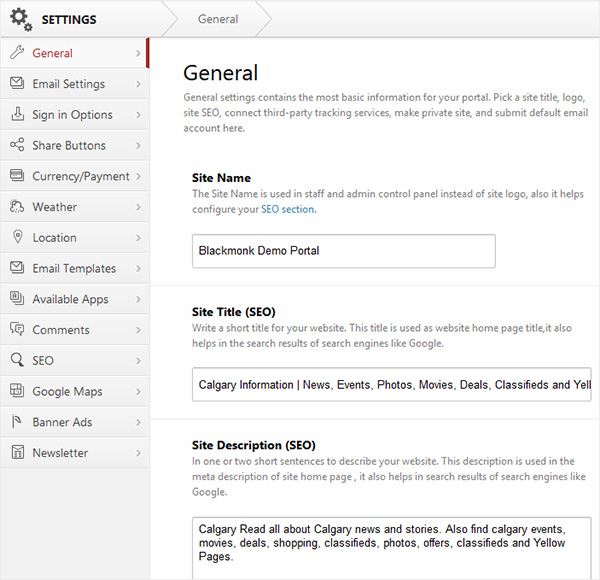 SETTINGS
General
General
Email Settings
Sign in Options
Share Buttons
Currency/Payment
Weather
Location
Email Templates
Available Apps
Comments
SEO
Google Maps
Banner Ads
Newsletter
General
General settings contains the most basic information for your portal. Pick a site title, logo,
site SEO, connect third-party tracking services, make private site, and submit default email
account here.
Site Name
The Site Name is used in staff and admin control panel instead of site logo, also it helps
configure your SEO section.
Blackmonk Demo Portal
Site Title (SEO)
Write a short title for your website. This title is used as website home page title,it also
helps in the search results of search engines like Google.
Calgary Information | News, Events, Photos, Movies, Deals, Classifieds and Yell
Site Description (SEO)
In one or two short sentences to describe your website. This description is used in the
meta description of site home page , it also helps in search results of search engines like
Google.
Calgary Read all about Calgary news and stories. Also find calgary events,
movies, deals, shopping, classifieds, photos, offers, classifieds and Yellow
Pages.